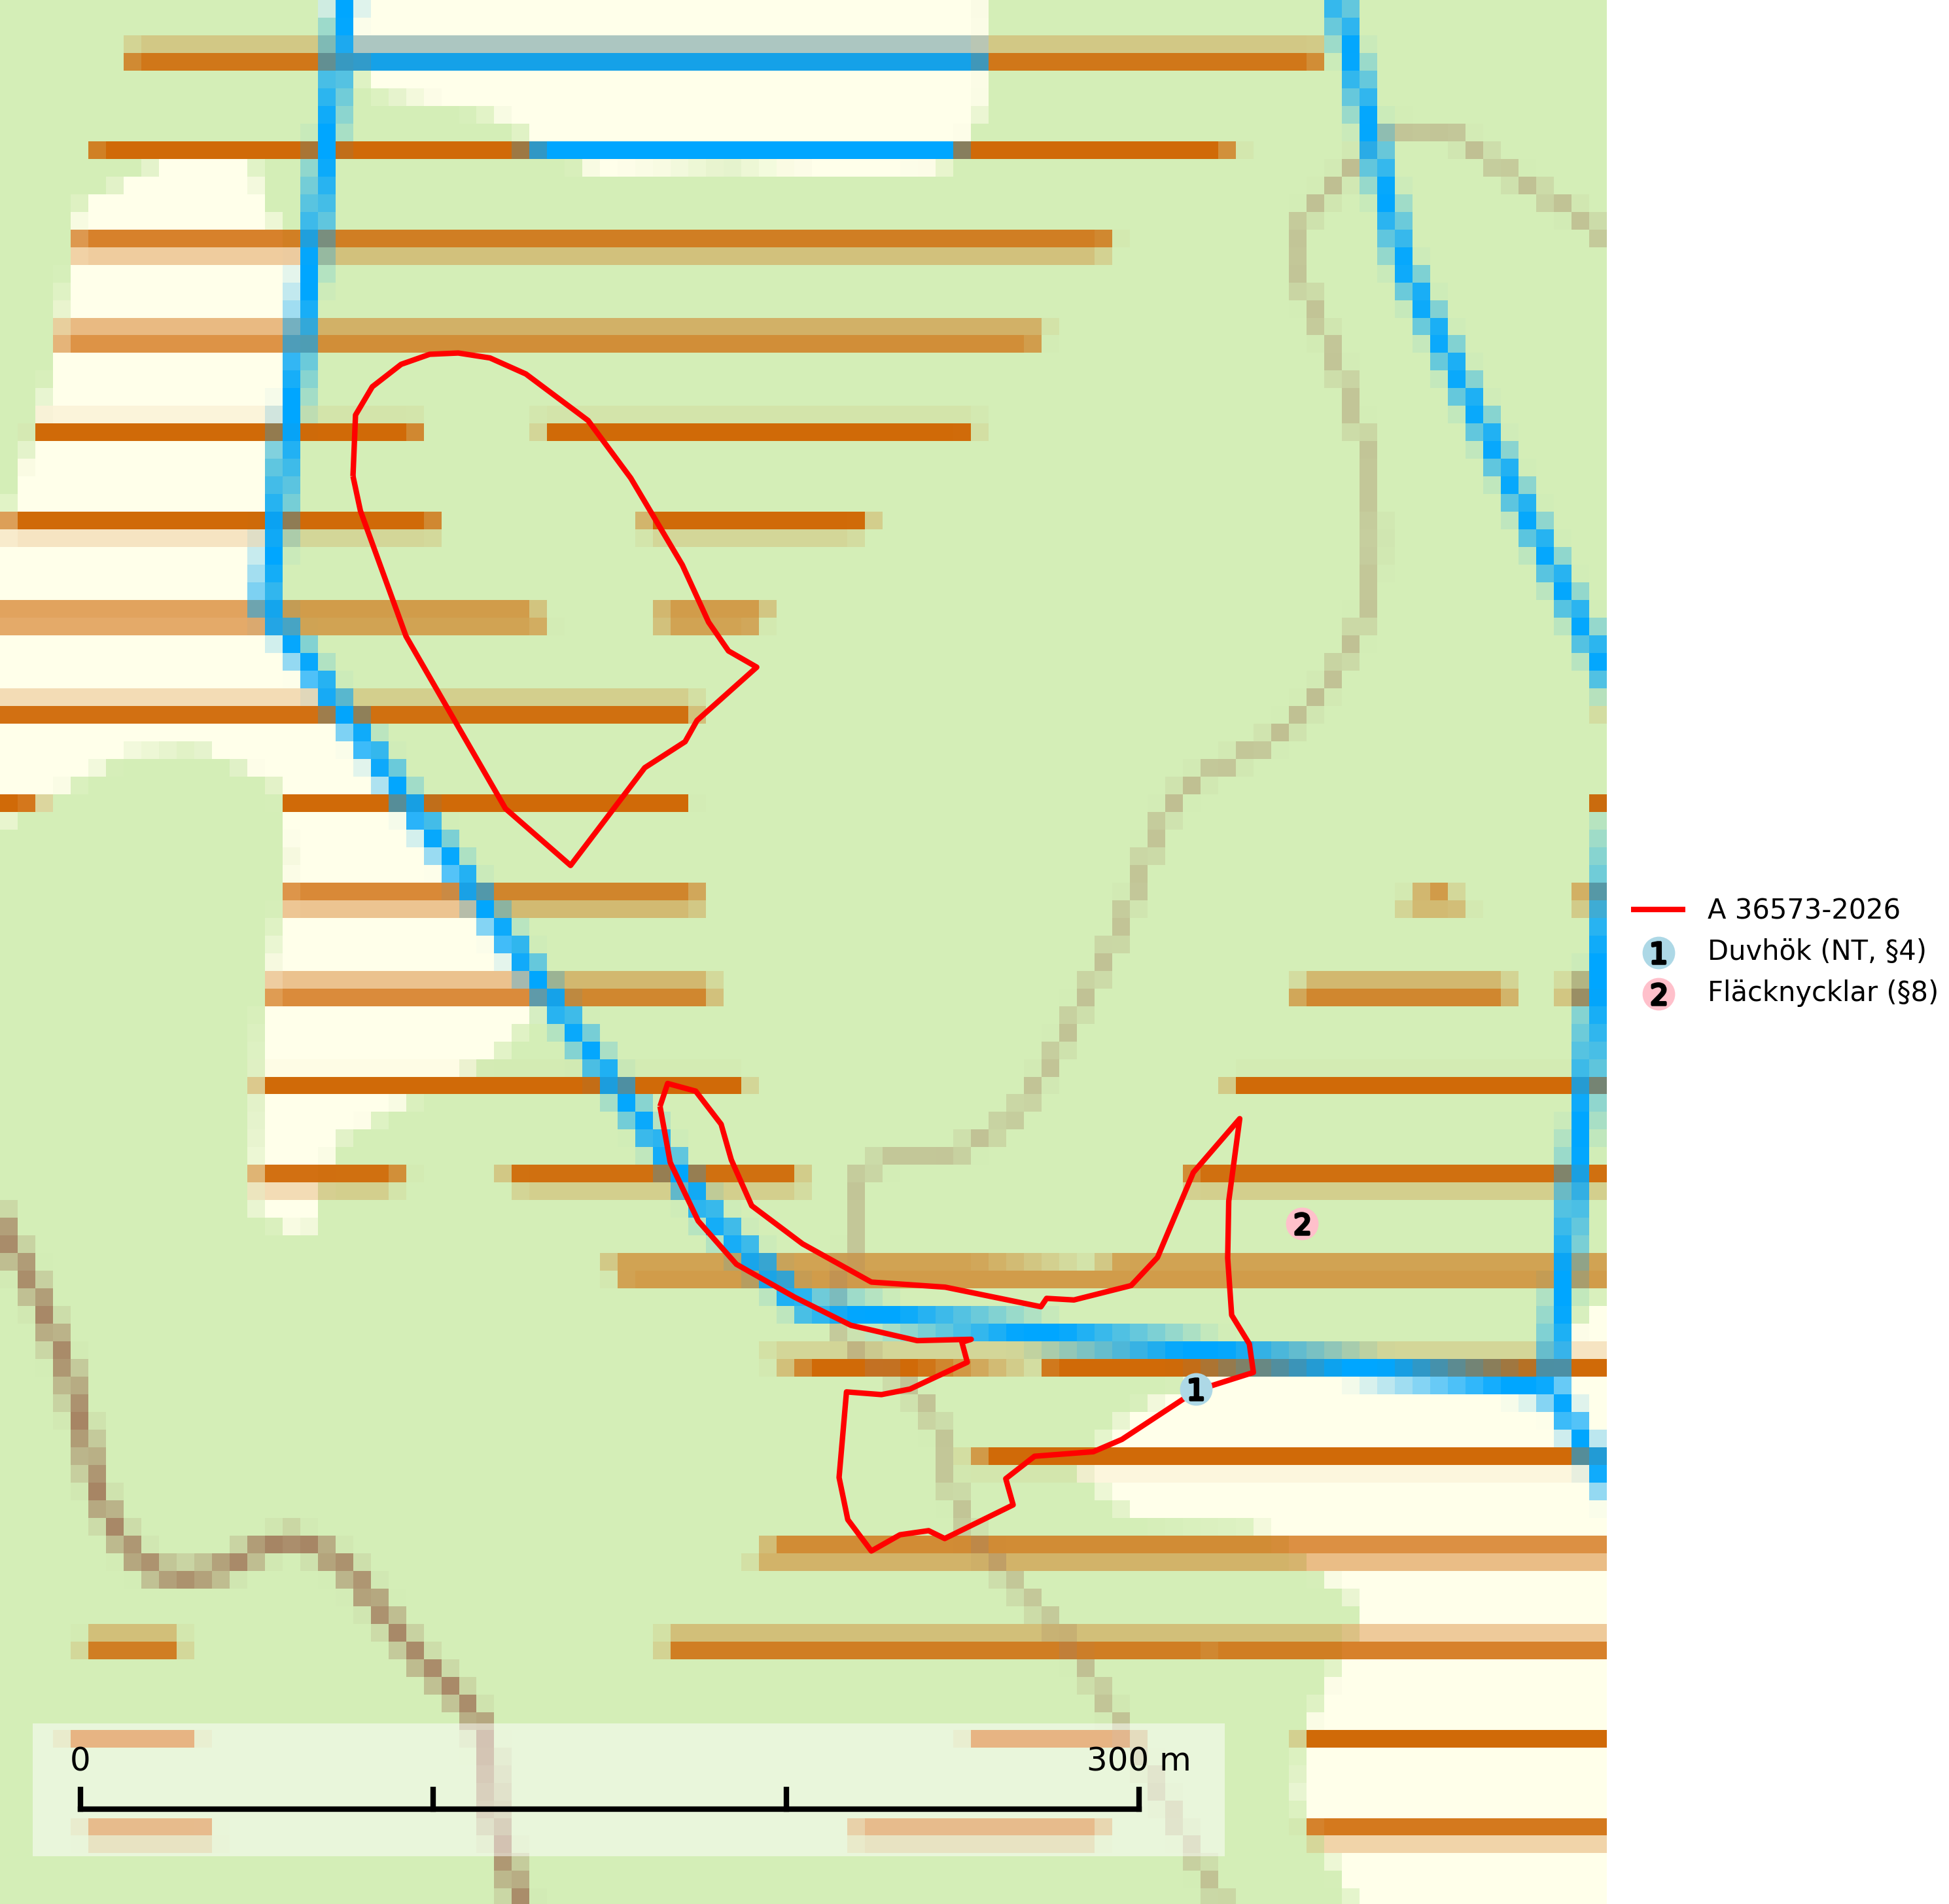 2
1
0
300 m
A 36573-2026
1 Duvhök (NT, §4)
2 Fläcknycklar (§8)